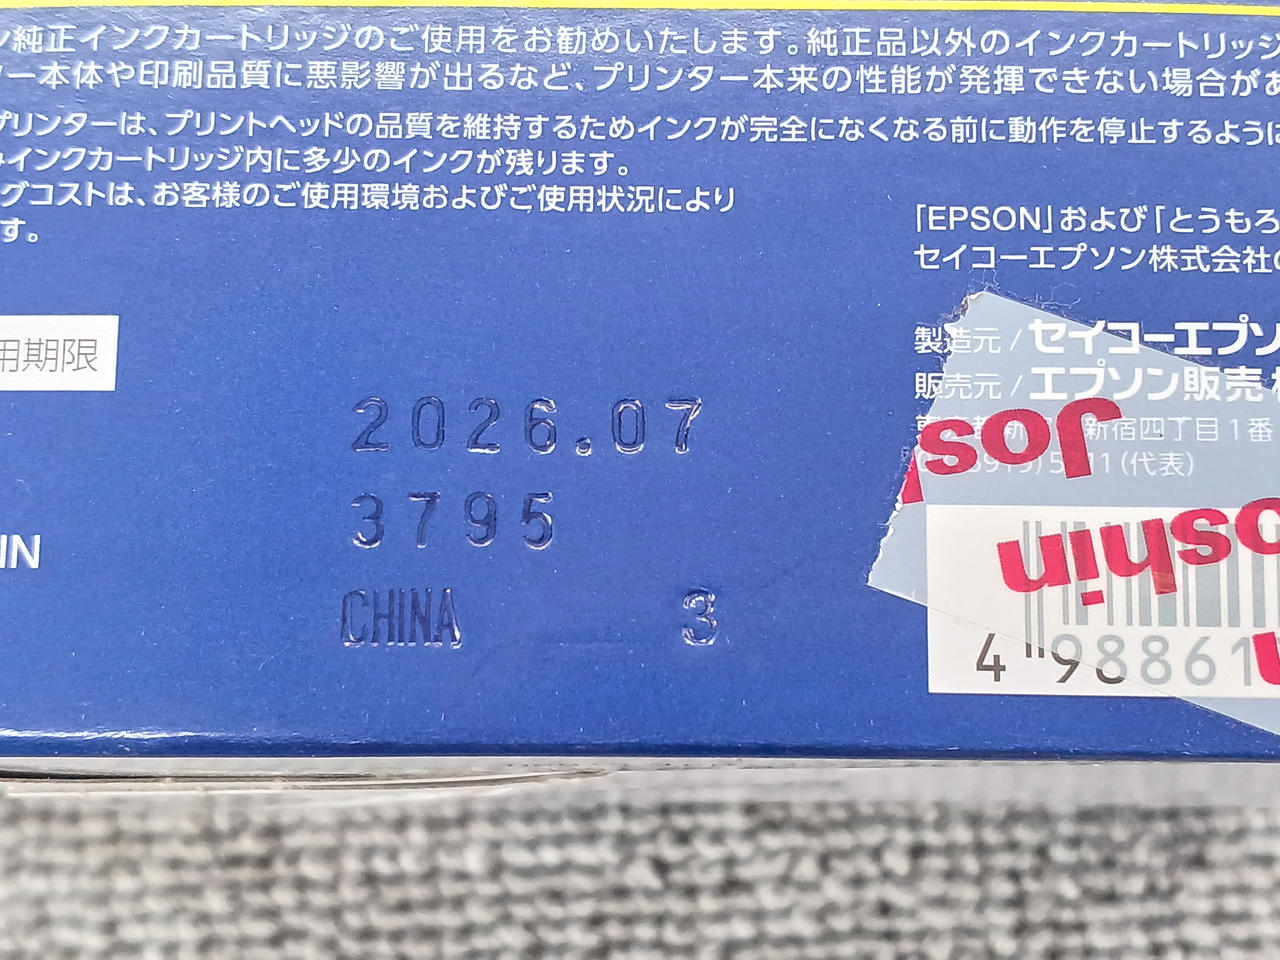 ン純正インクカートリッジのご使用をお勧めいたします。純正品以外のインクカートリッジ
ター本体や印刷品質に悪影響が出るなど、プリンター本来の性能が発揮できない場合があ
プリンターは、プリントヘッドの品質を維持するためインクが完全になくなる前に動作を停止するように
インクカートリッジ内に多少のインクが残ります。
グコストは、お客様のご使用環境およびご使用状況により
す。
「EPSON」および「とうもろ
セイコーエプソン株式会社の
用期限
製造元 / セイコーエプソ
販売元 / エプソン販売
新宿四丁目1番
(代表)
2026.07
3795
CHINA 3
IN
Jos
oshin
4 98861